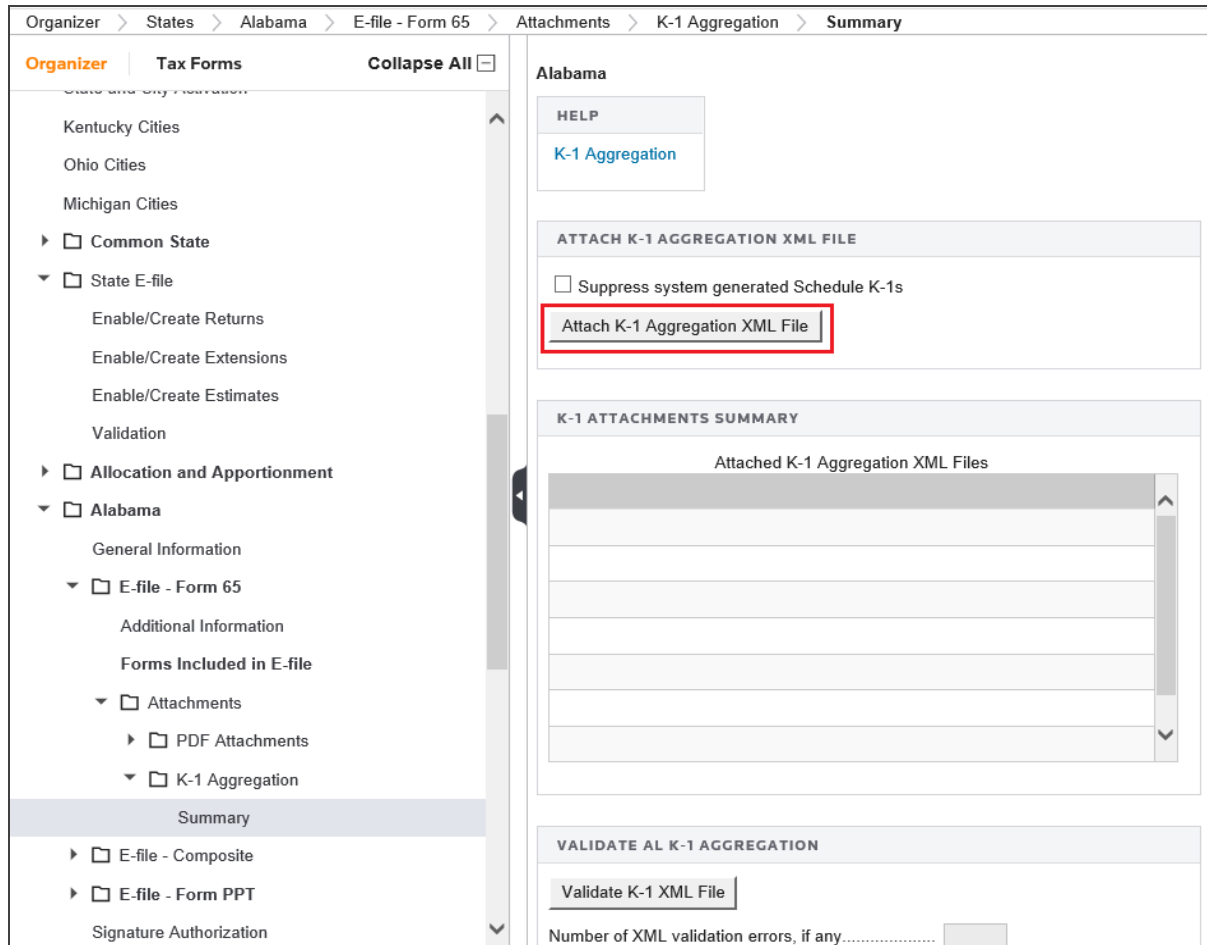 Organizer States Alabama E-file - Form 65 Attachments K-1 Aggregation Summary
Organizer Tax Forms Collapse All
State and City Activation
Kentucky Cities
Ohio Cities
Michigan Cities
Common State
State E-file
Enable/Create Returns
Enable/Create Extensions
Enable/Create Estimates
Validation
Allocation and Apportionment
Alabama
General Information
E-file - Form 65
Additional Information
Forms Included in E-file
Attachments
PDF Attachments
K-1 Aggregation
Summary
E-file - Composite
E-file - Form PPT
Signature Authorization
Alabama
HELP
K-1 Aggregation
ATTACH K-1 AGGREGATION XML FILE
Suppress system generated Schedule K-1s
Attach K-1 Aggregation XML File
K-1 ATTACHMENTS SUMMARY
Attached K-1 Aggregation XML Files
VALIDATE AL K-1 AGGREGATION
Validate K-1 XML File
Number of XML validation errors, if any....................